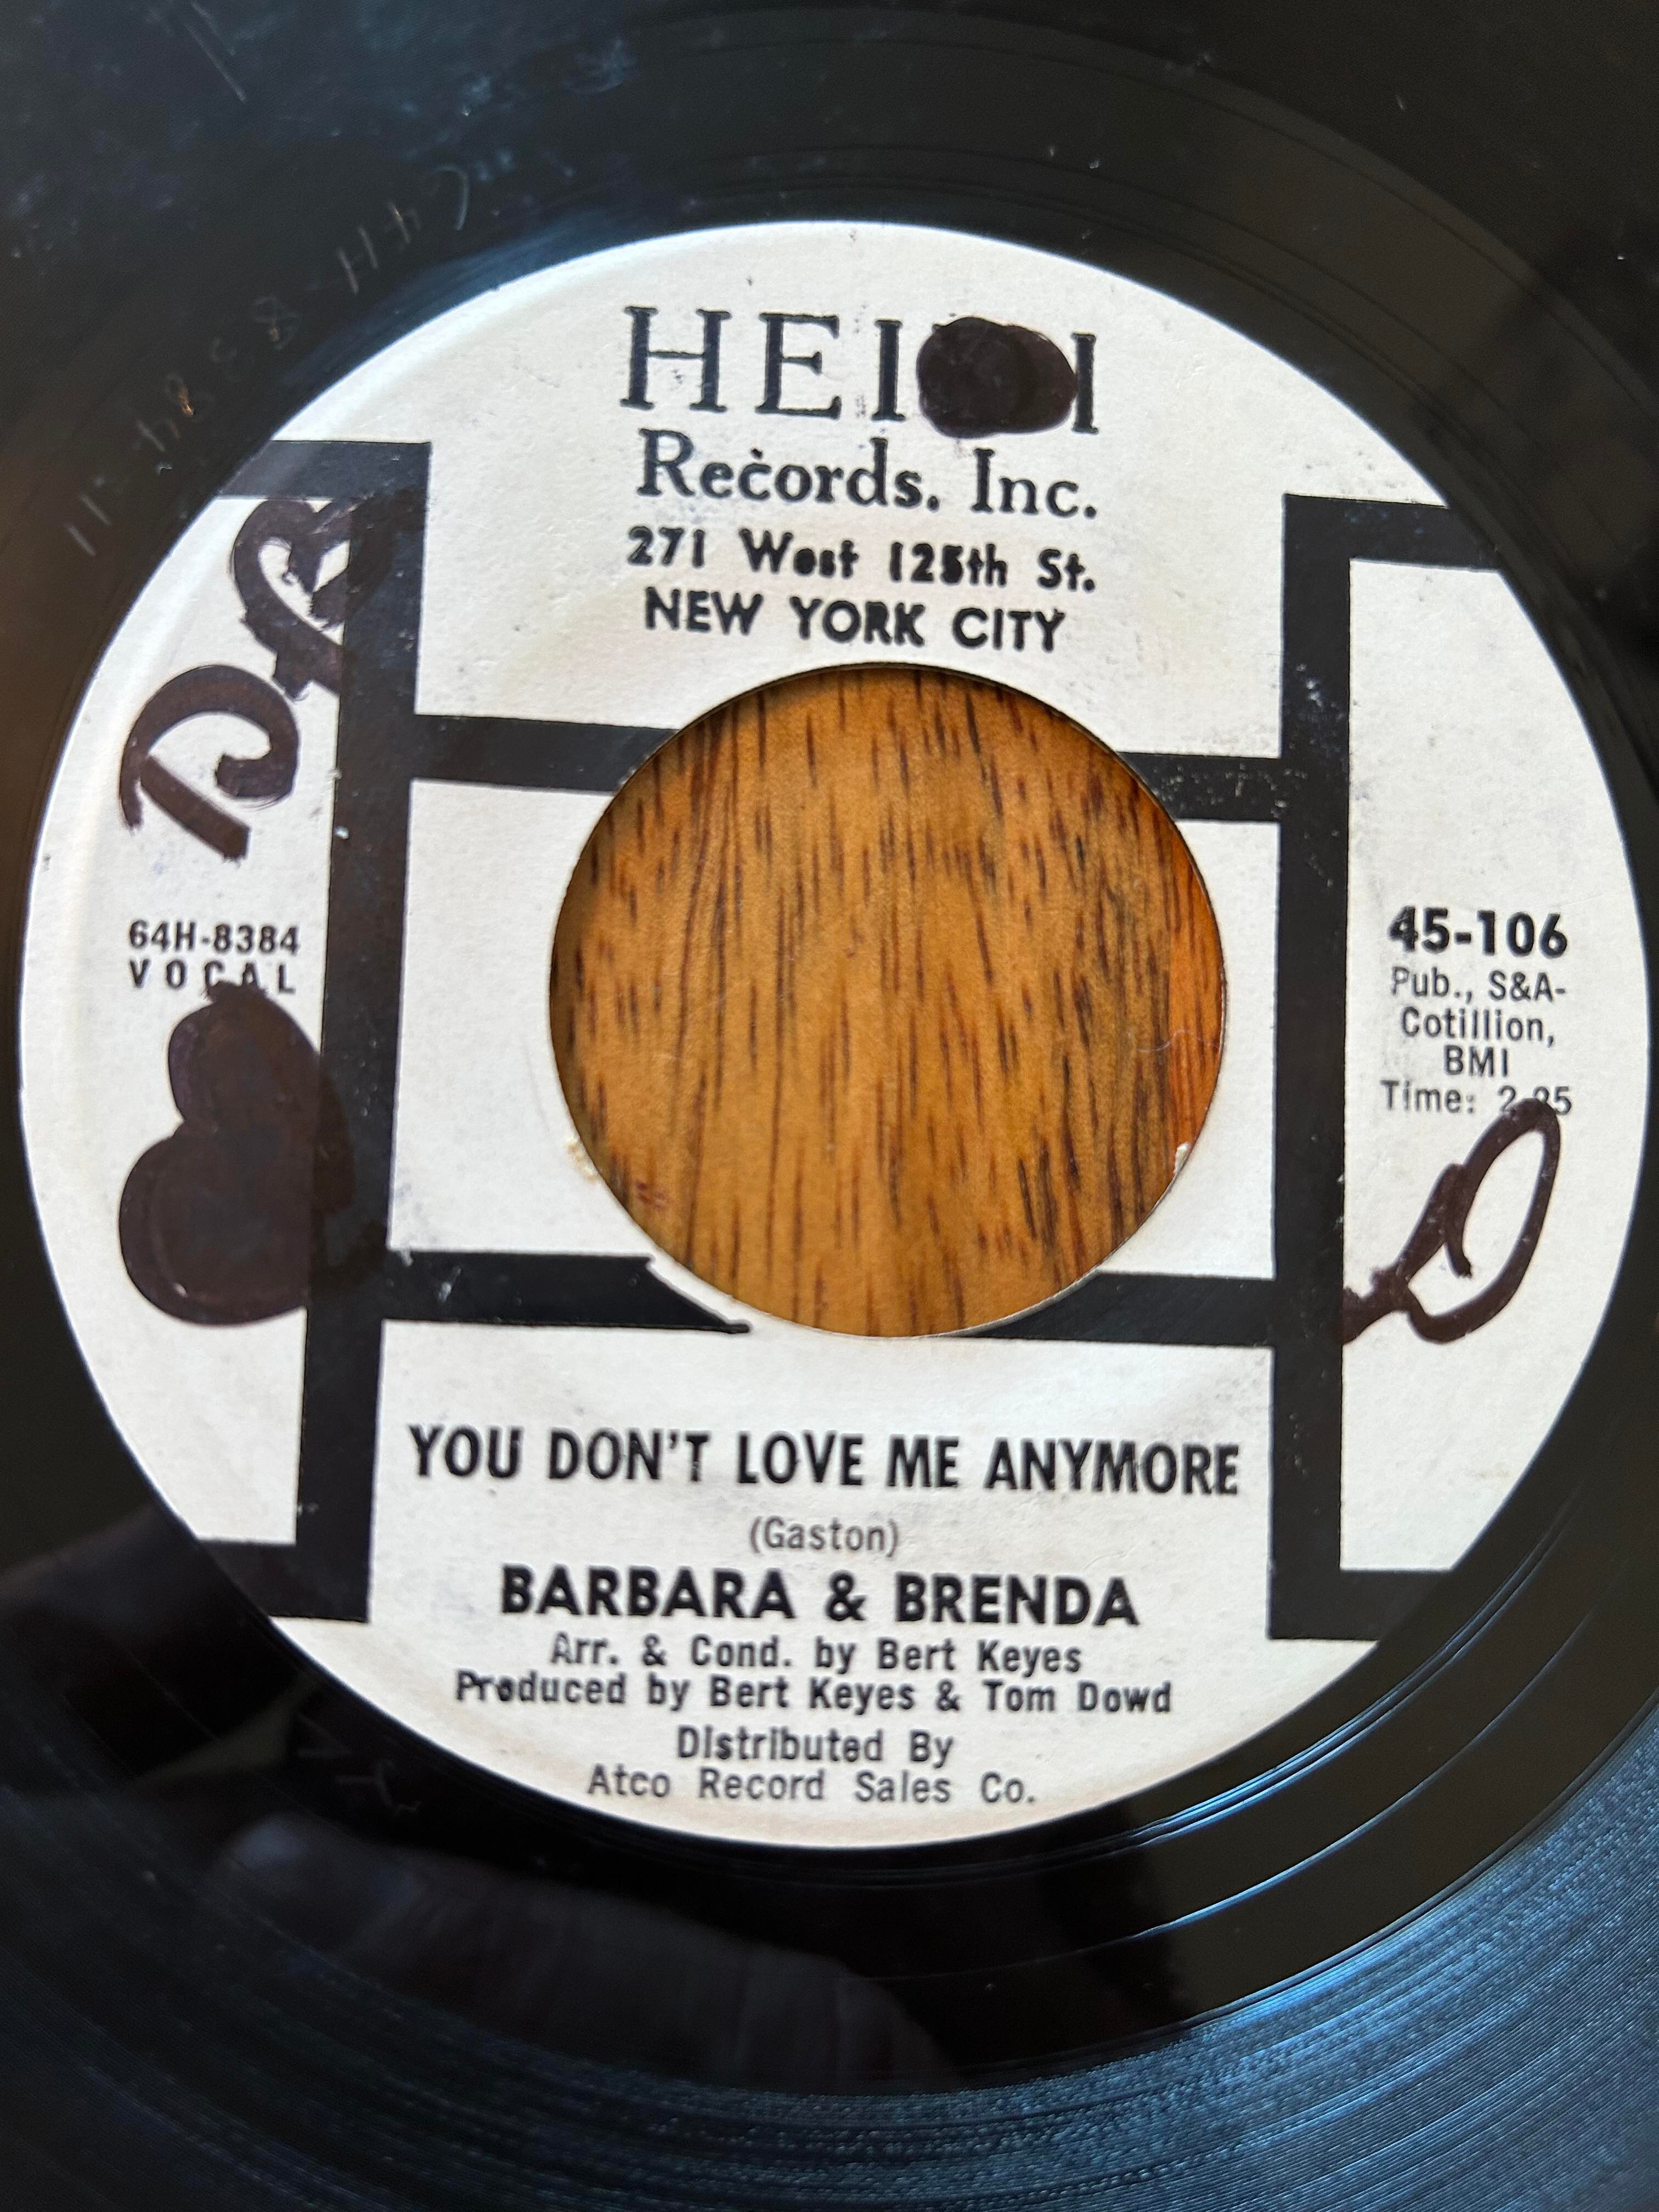 HEI
Records. Inc.
271 West 125th St.
NEW YORK CITY
64H-8384
VOCAL
45-106
Pub., S&A-
Cotillion,
BMI
Time:
YOU DON'T LOVE ME ANYMORE
(Gaston)
BARBARA & BRENDA
Arr. & Cond. by Bert Keyes
Produced by Bert Keyes & Tom Dowd
Distributed By
Atco Record Sales Co.